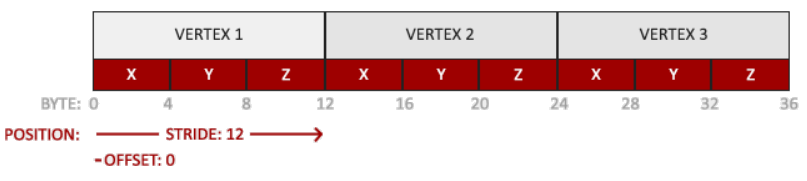 VERTEX 1 VERTEX 2 VERTEX 3
X Y Z X Y Z X Y Z
BYTE: 0 4 8 12 16 20 24 28 32 36
POSITION: STRIDE: 12
-OFFSET: 0